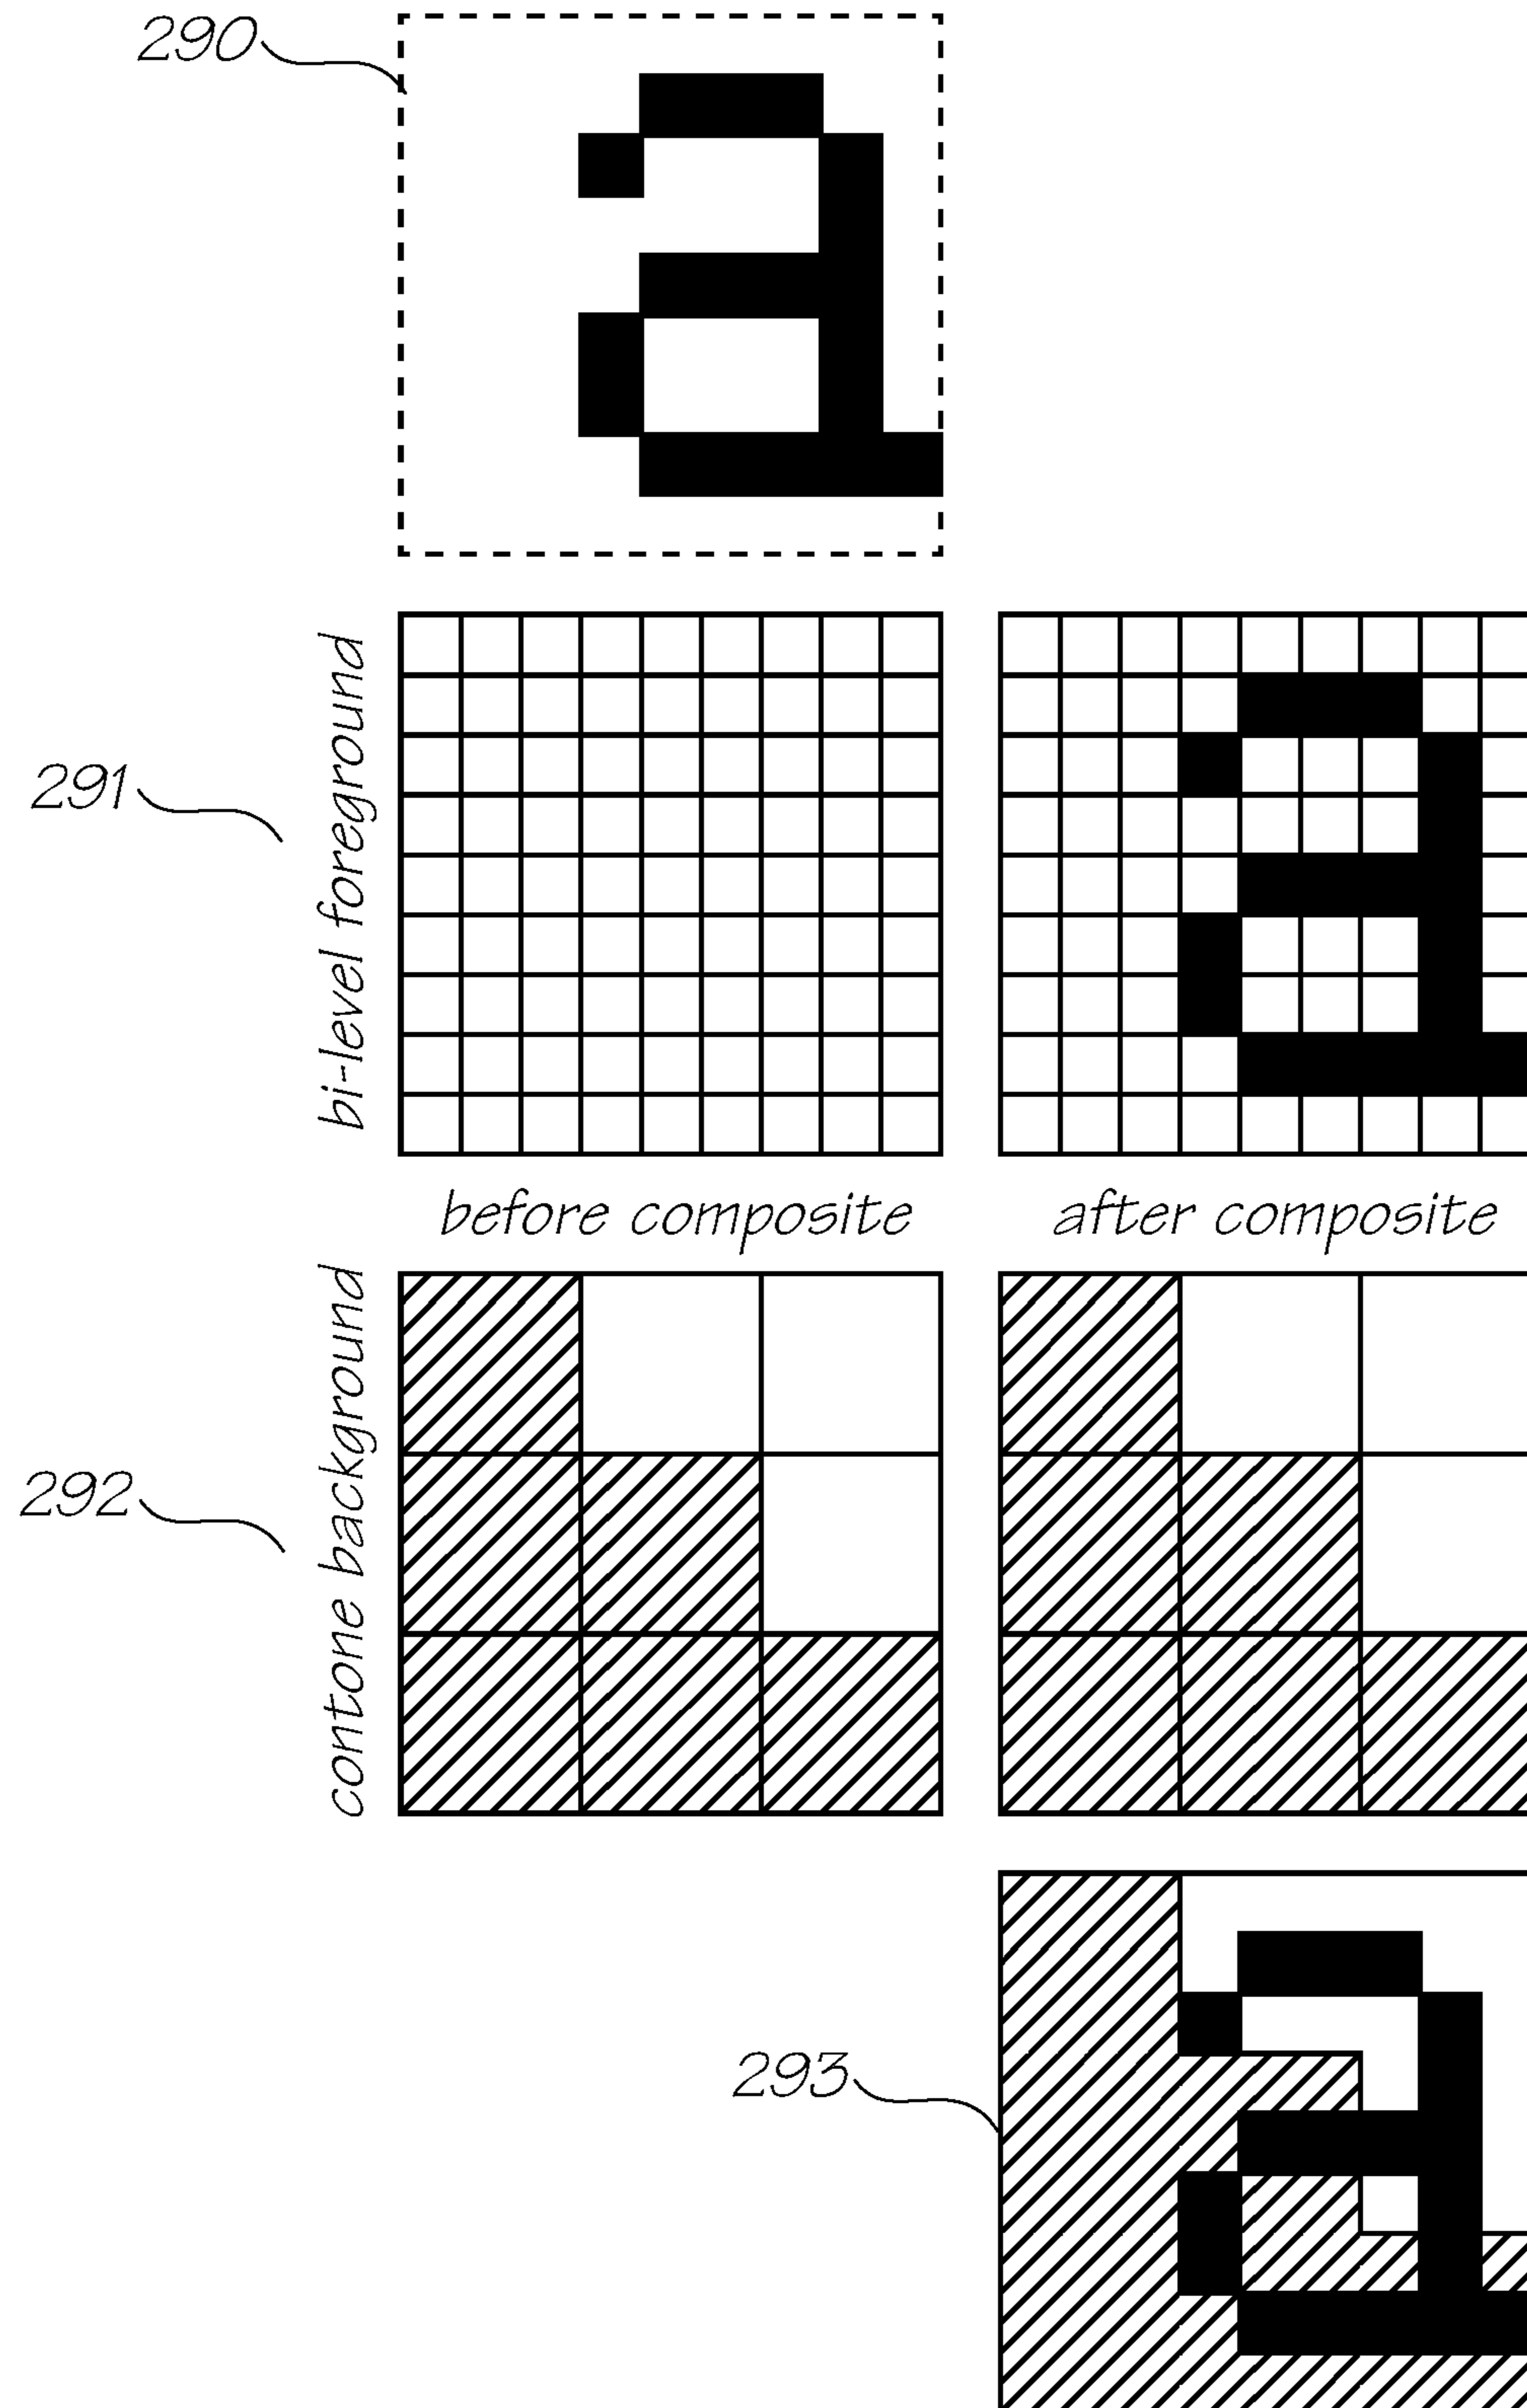 290
a
bi-level foreground
291
a
before composite
after composite
contone background
292
293
a